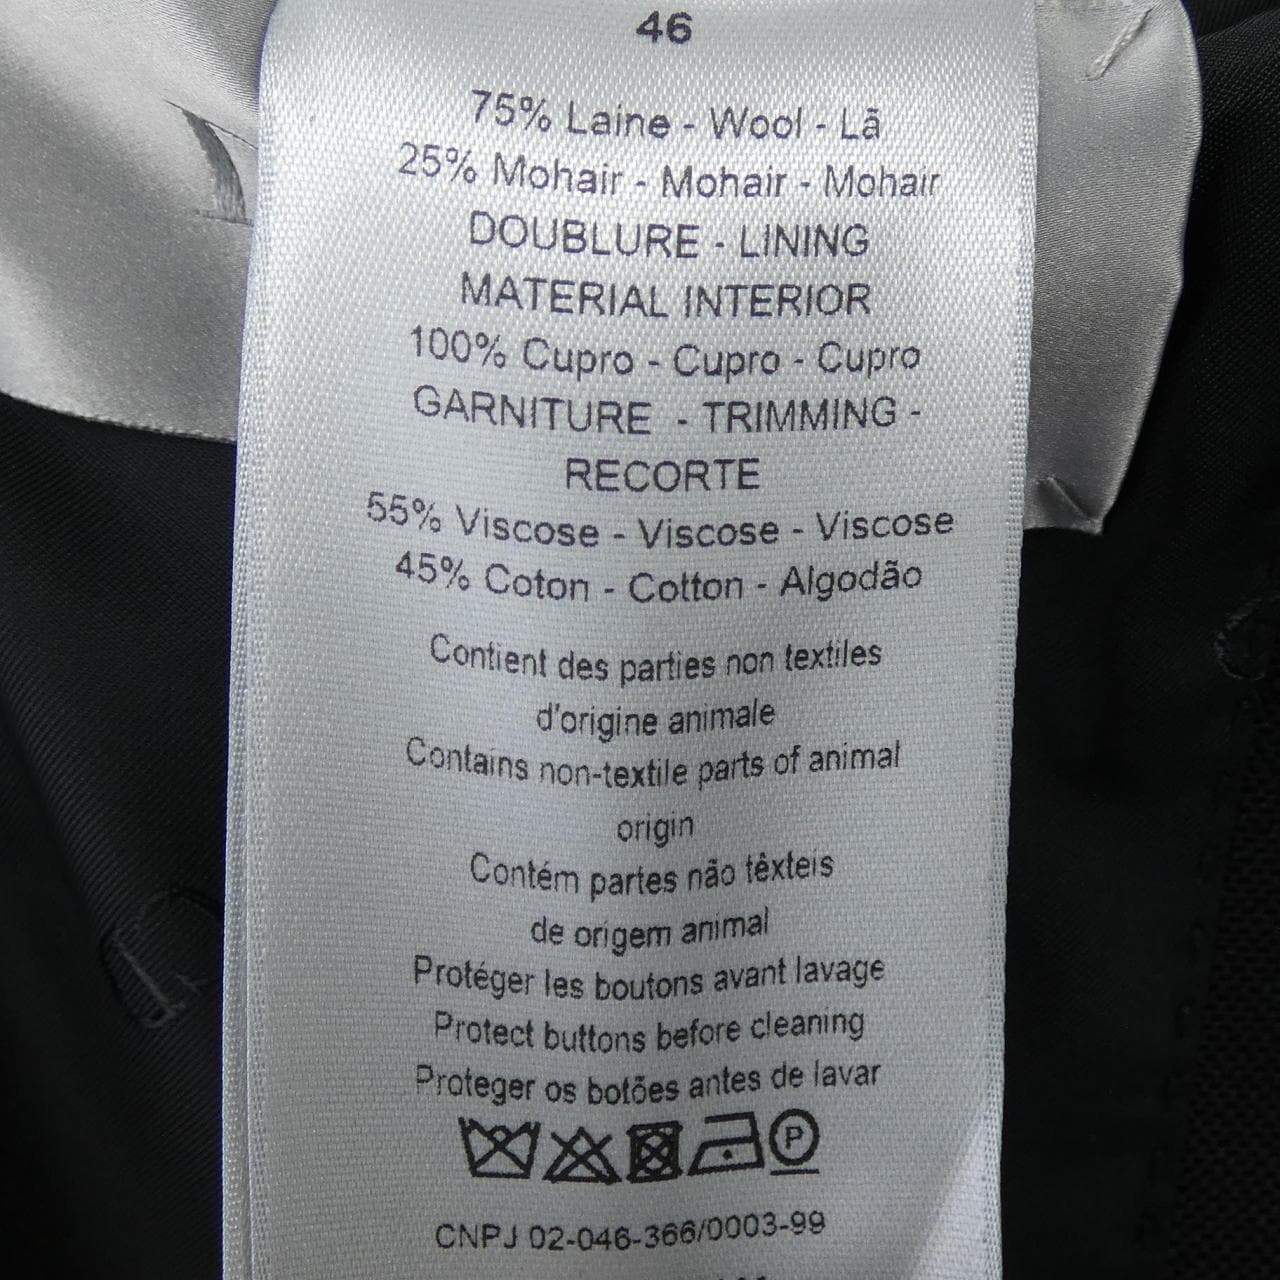 46
75% Laine - Wool - Lã
25% Mohair - Mohair - Mohair
DOUBLURE - LINING
MATERIAL INTERIOR
100% Cupro - Cupro - Cupro
GARNITURE - TRIMMING -
RECORTE
55% Viscose - Viscose - Viscose
45% Coton - Cotton - Algodão
Contient des parties non textiles
d'origine animale
Contains non-textile parts of animal
origin
Contém partes não têxteis
de origem animal
Protéger les boutons avant lavage
Protect buttons before cleaning
Proteger os botões antes de lavar
P
CNPJ 02-046-366/0003-99